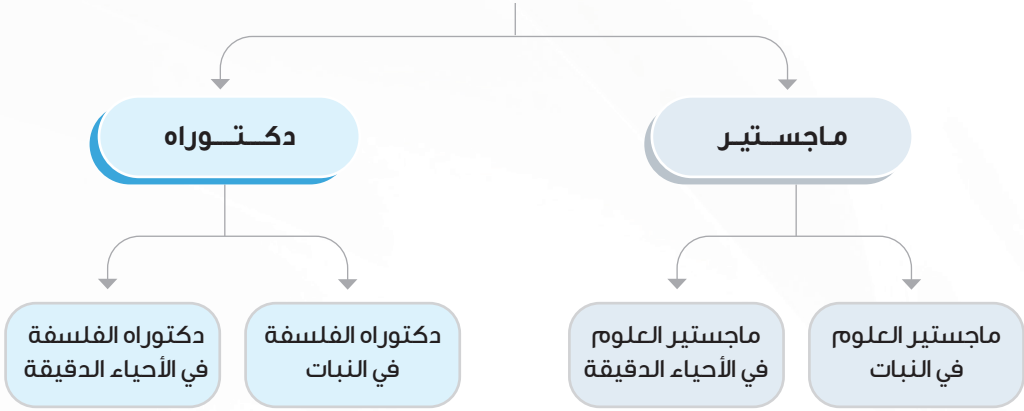 ماجستير
دكتوراه
ماجستير العلوم
في النبات
ماجستير العلوم
في الأحياء الدقيقة
دكتوراه الفلسفة
في النبات
دكتوراه الفلسفة
في الأحياء الدقيقة